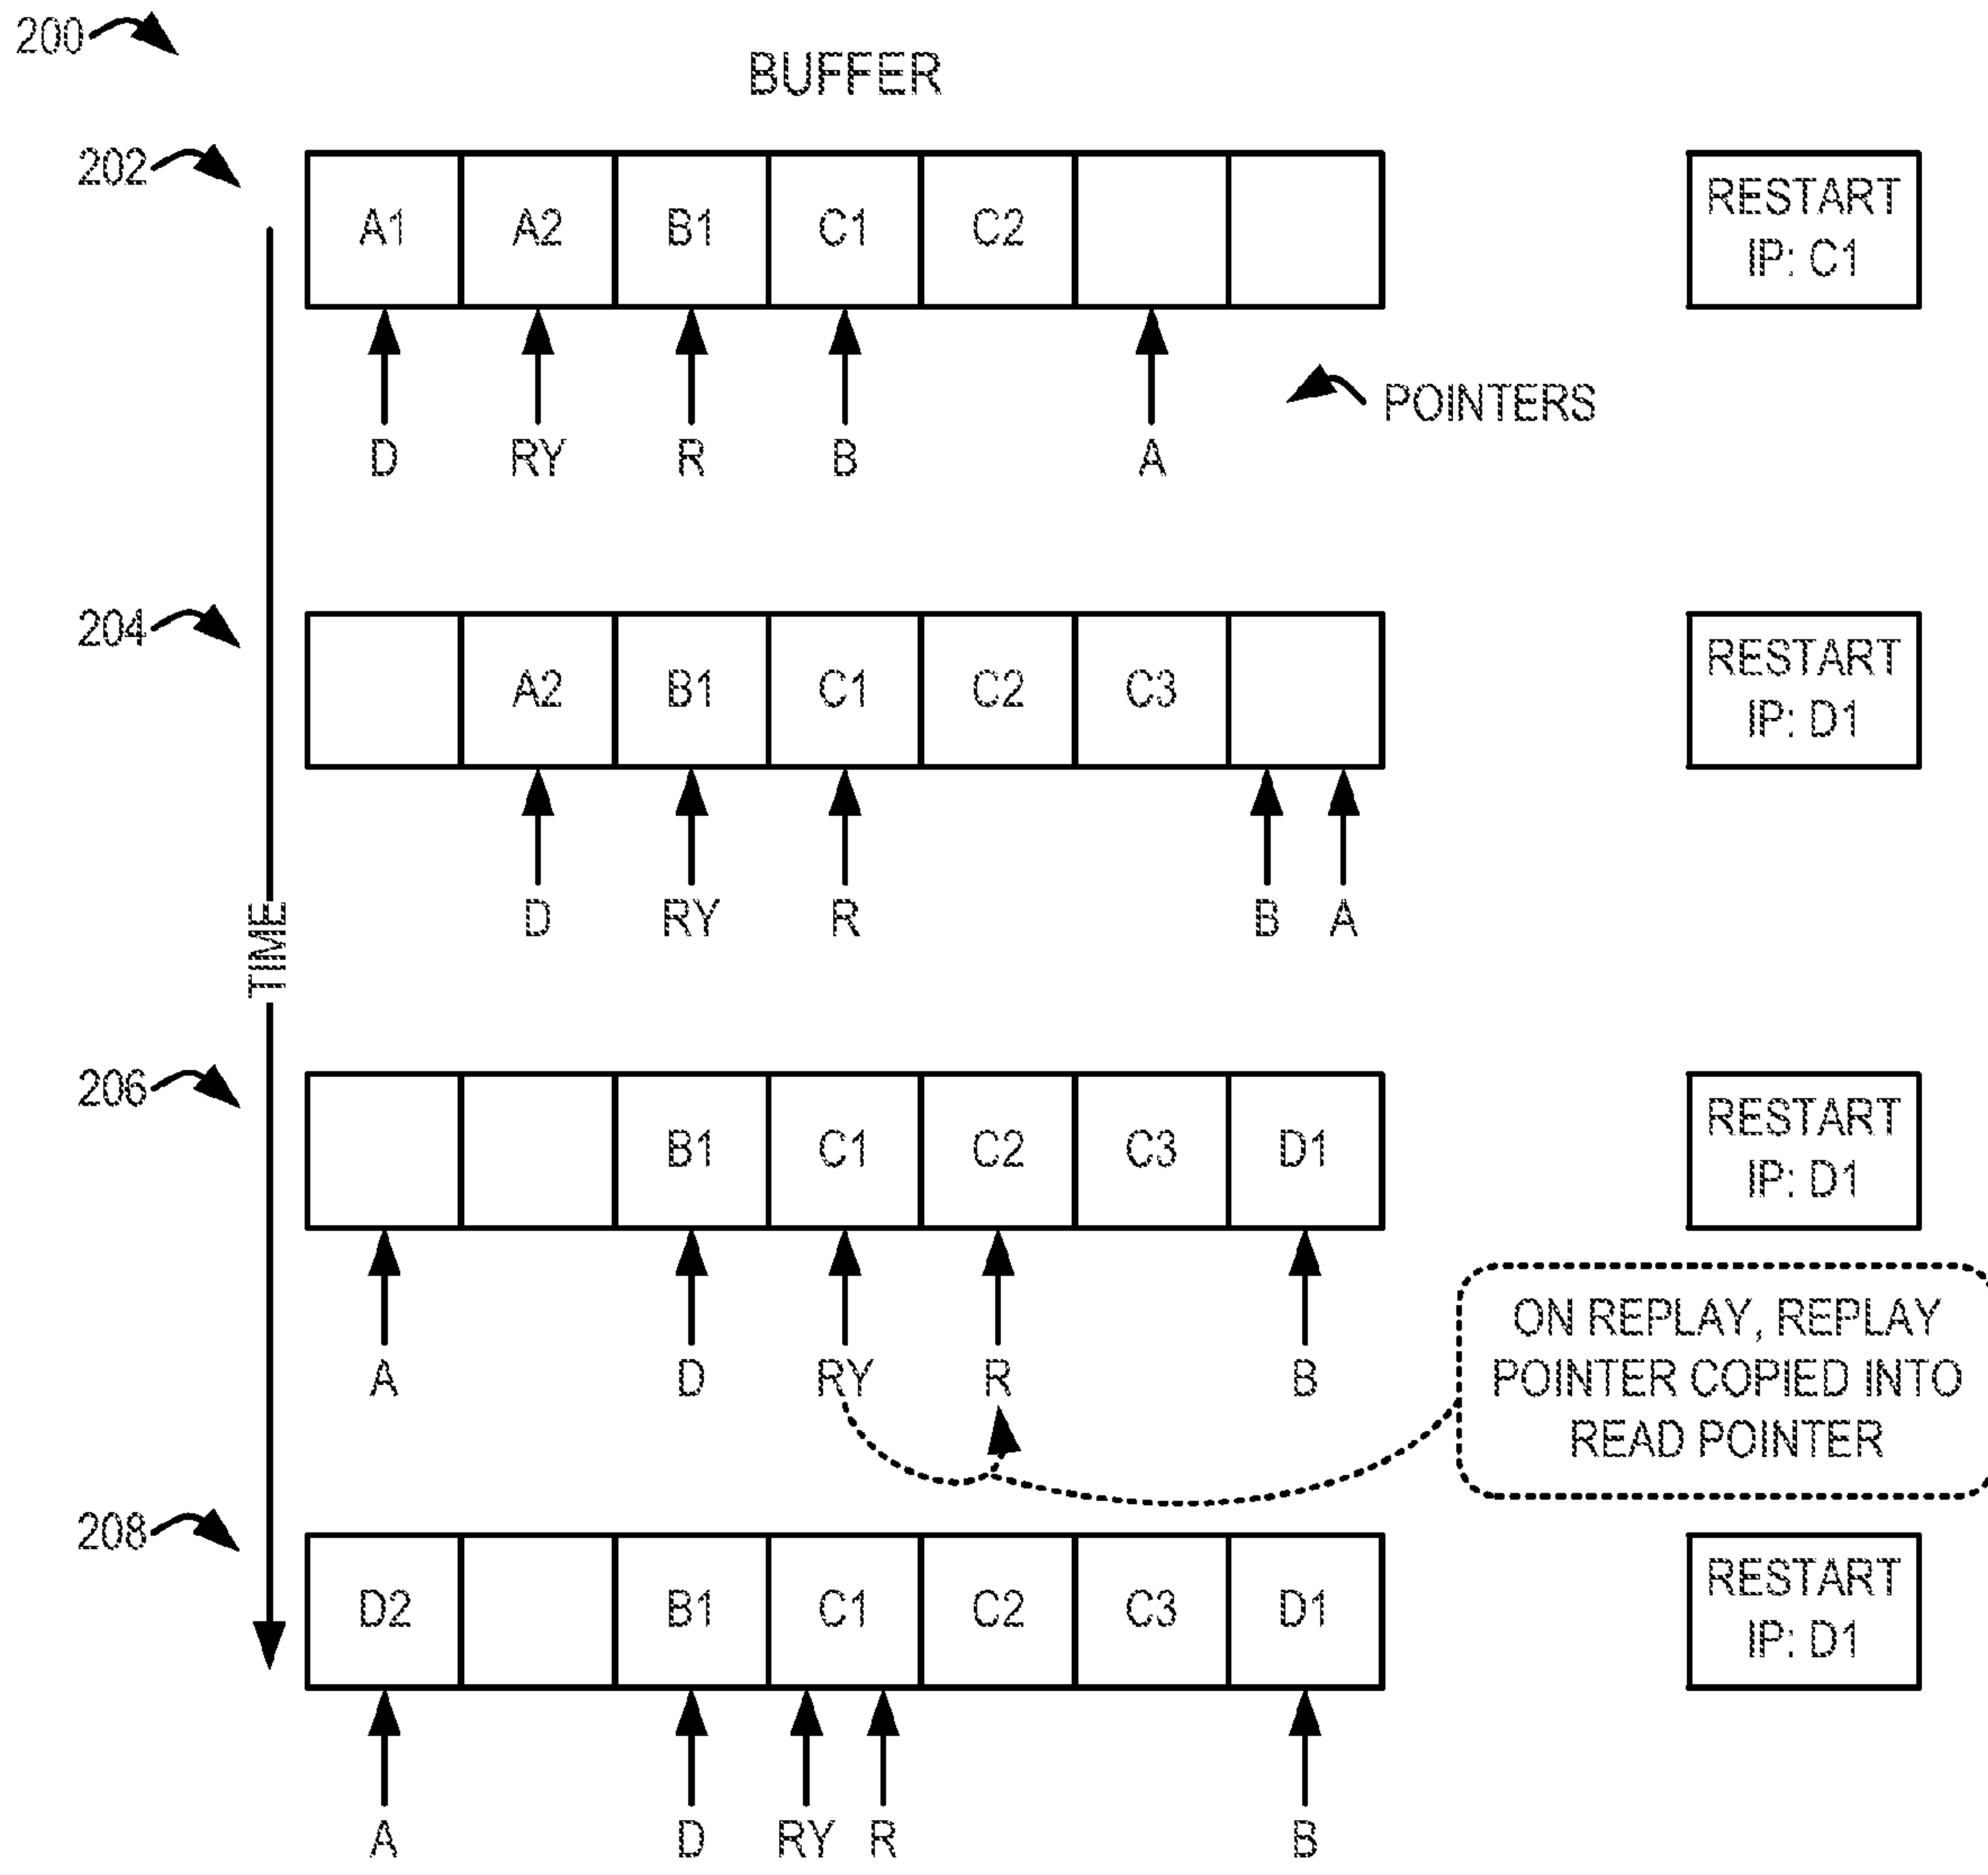 200
BUFFER
202
A1 A2 B1 C1 C2
RESTART
IP: C1
D RY R B A
POINTERS
204
A2 B1 C1 C2 C3
RESTART
IP: D1
D RY R B A
TIME
206
B1 C1 C2 C3 D1
RESTART
IP: D1
A D RY R B
ON REPLAY, REPLAY
POINTER COPIED INTO
READ POINTER
208
D2 B1 C1 C2 C3 D1
RESTART
IP: D1
A D RY R B